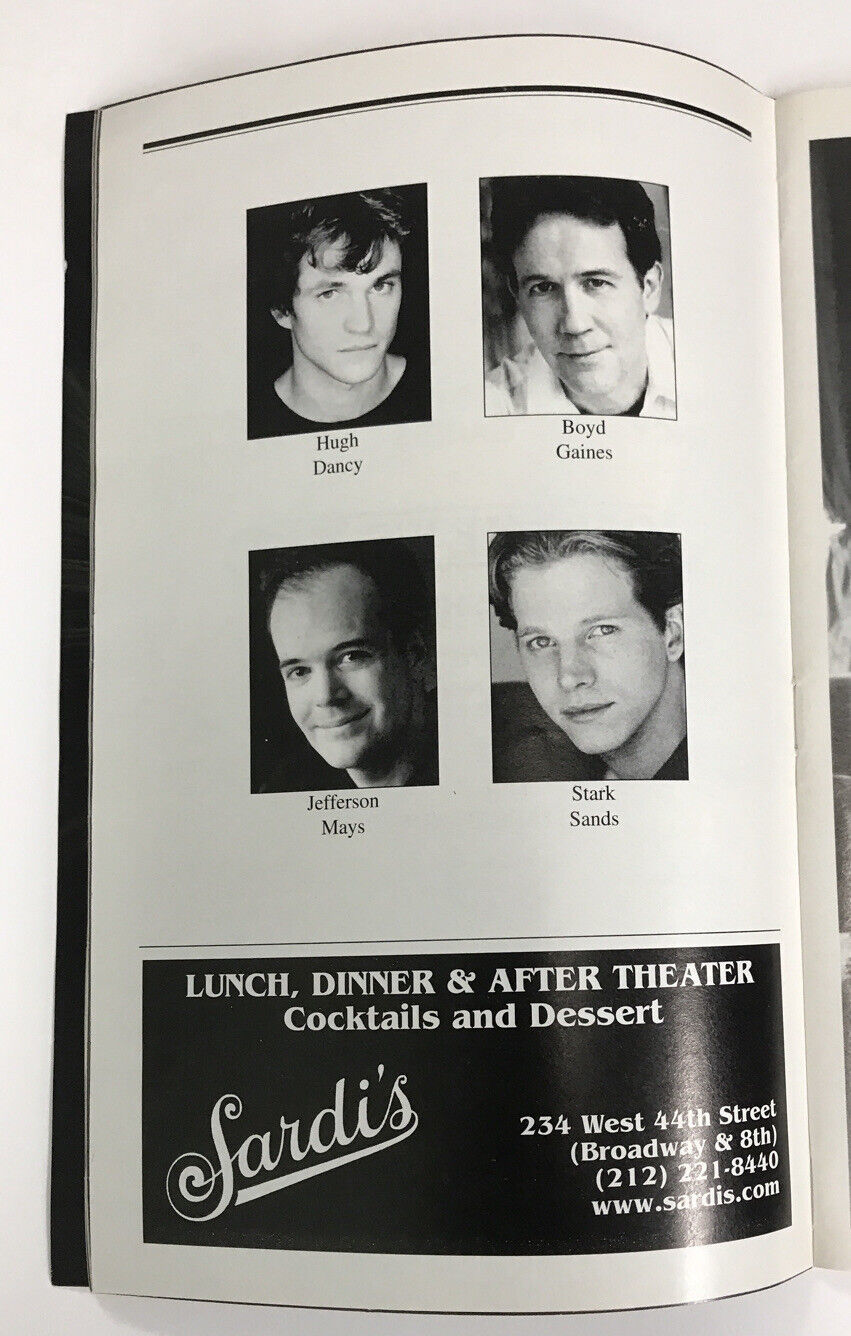 Hugh
Dancy
Boyd
Gaines
Jefferson
Mays
Stark
Sands
LUNCH, DINNER & AFTER THEATER
Cocktails and Dessert
Sardi's
234 West 44th Street
(Broadway & 8th)
(212) 221-8440
www.sardis.com